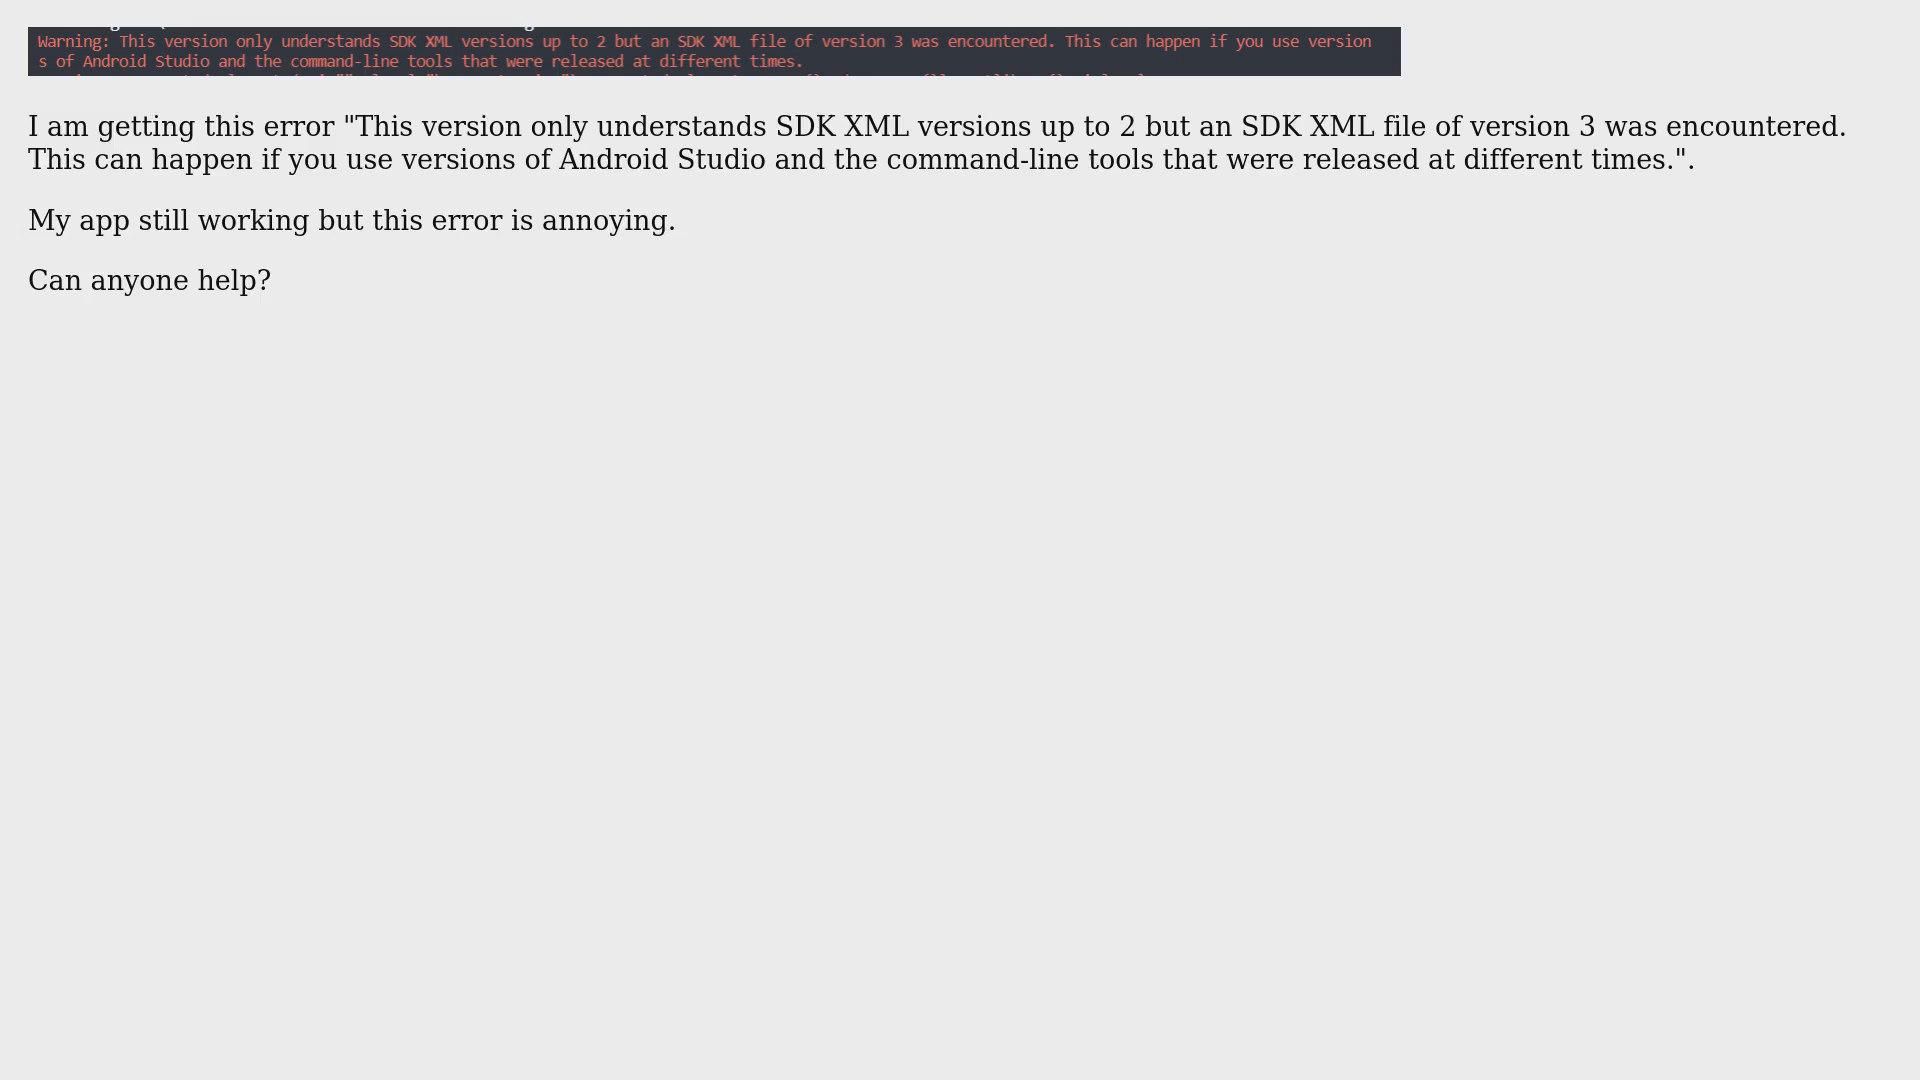 Warning: This version only understands SDK XML versions up to 2 but an SDK XML file of version 3 was encountered. This can happen if you use version
s of Android Studio and the command-line tools that were released at different times.
I am getting this error "This version only understands SDK XML versions up to 2 but an SDK XML file of version 3 was encountered.
This can happen if you use versions of Android Studio and the command-line tools that were released at different times.".
My app still working but this error is annoying.
Can anyone help?